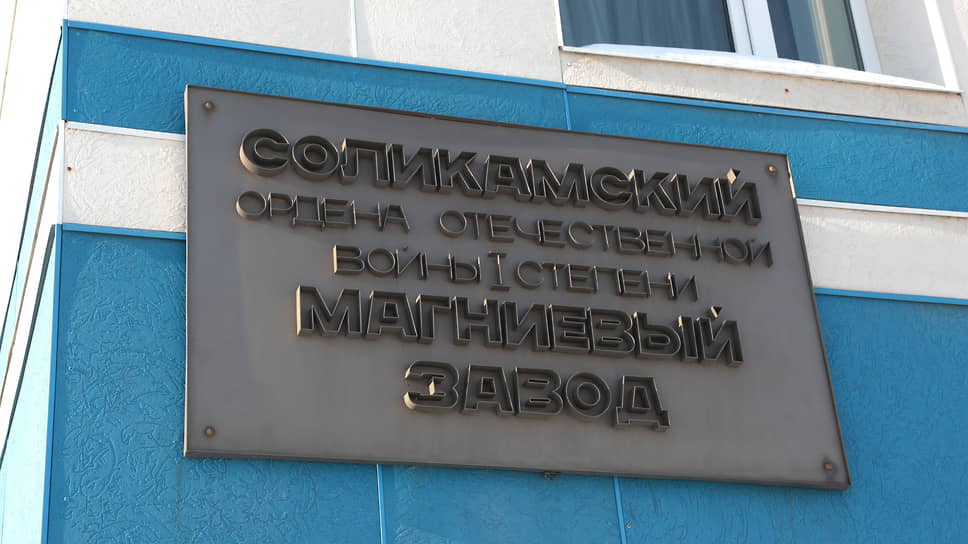 СОЛИКАМСКИЙ
ОРДЕНА ОТЕЧЕСТВЕННОЙ
ВОЙНЫ I СТЕПЕНИ
МАГНИЕВЫЙ
ЗАВОД